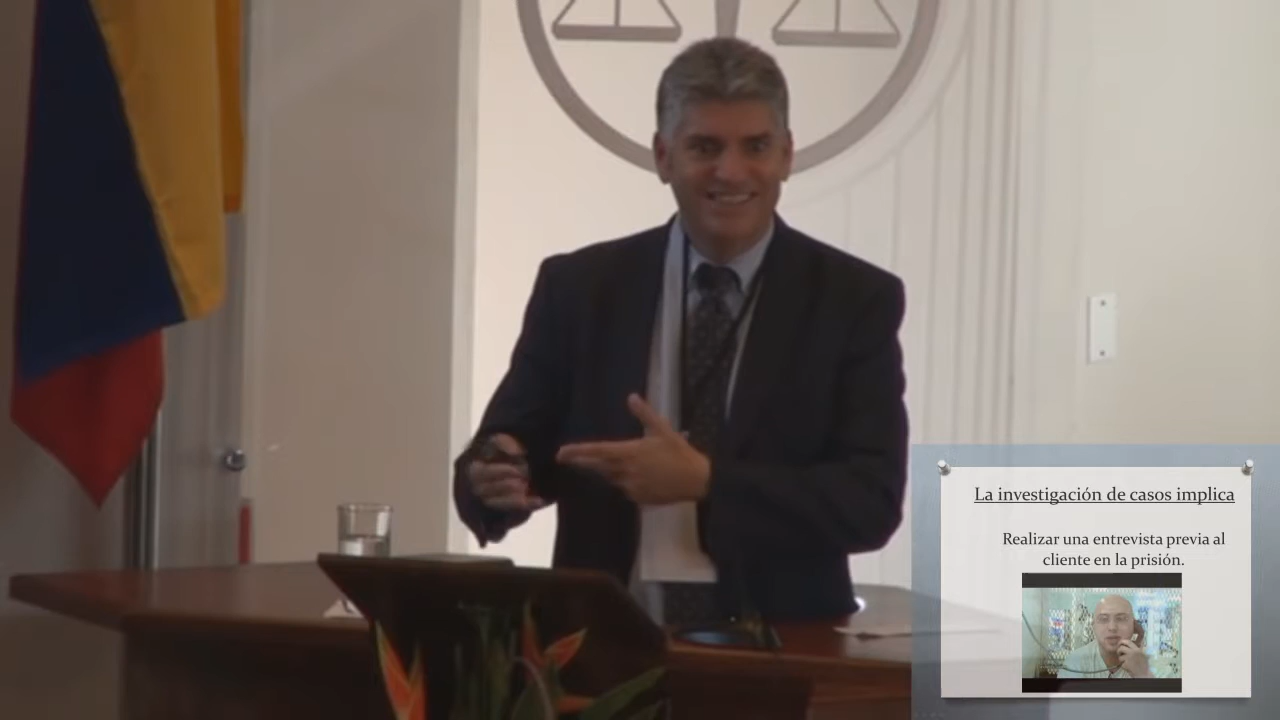 La investigación de casos implica
Realizar una entrevista previa al
cliente en la prisión.